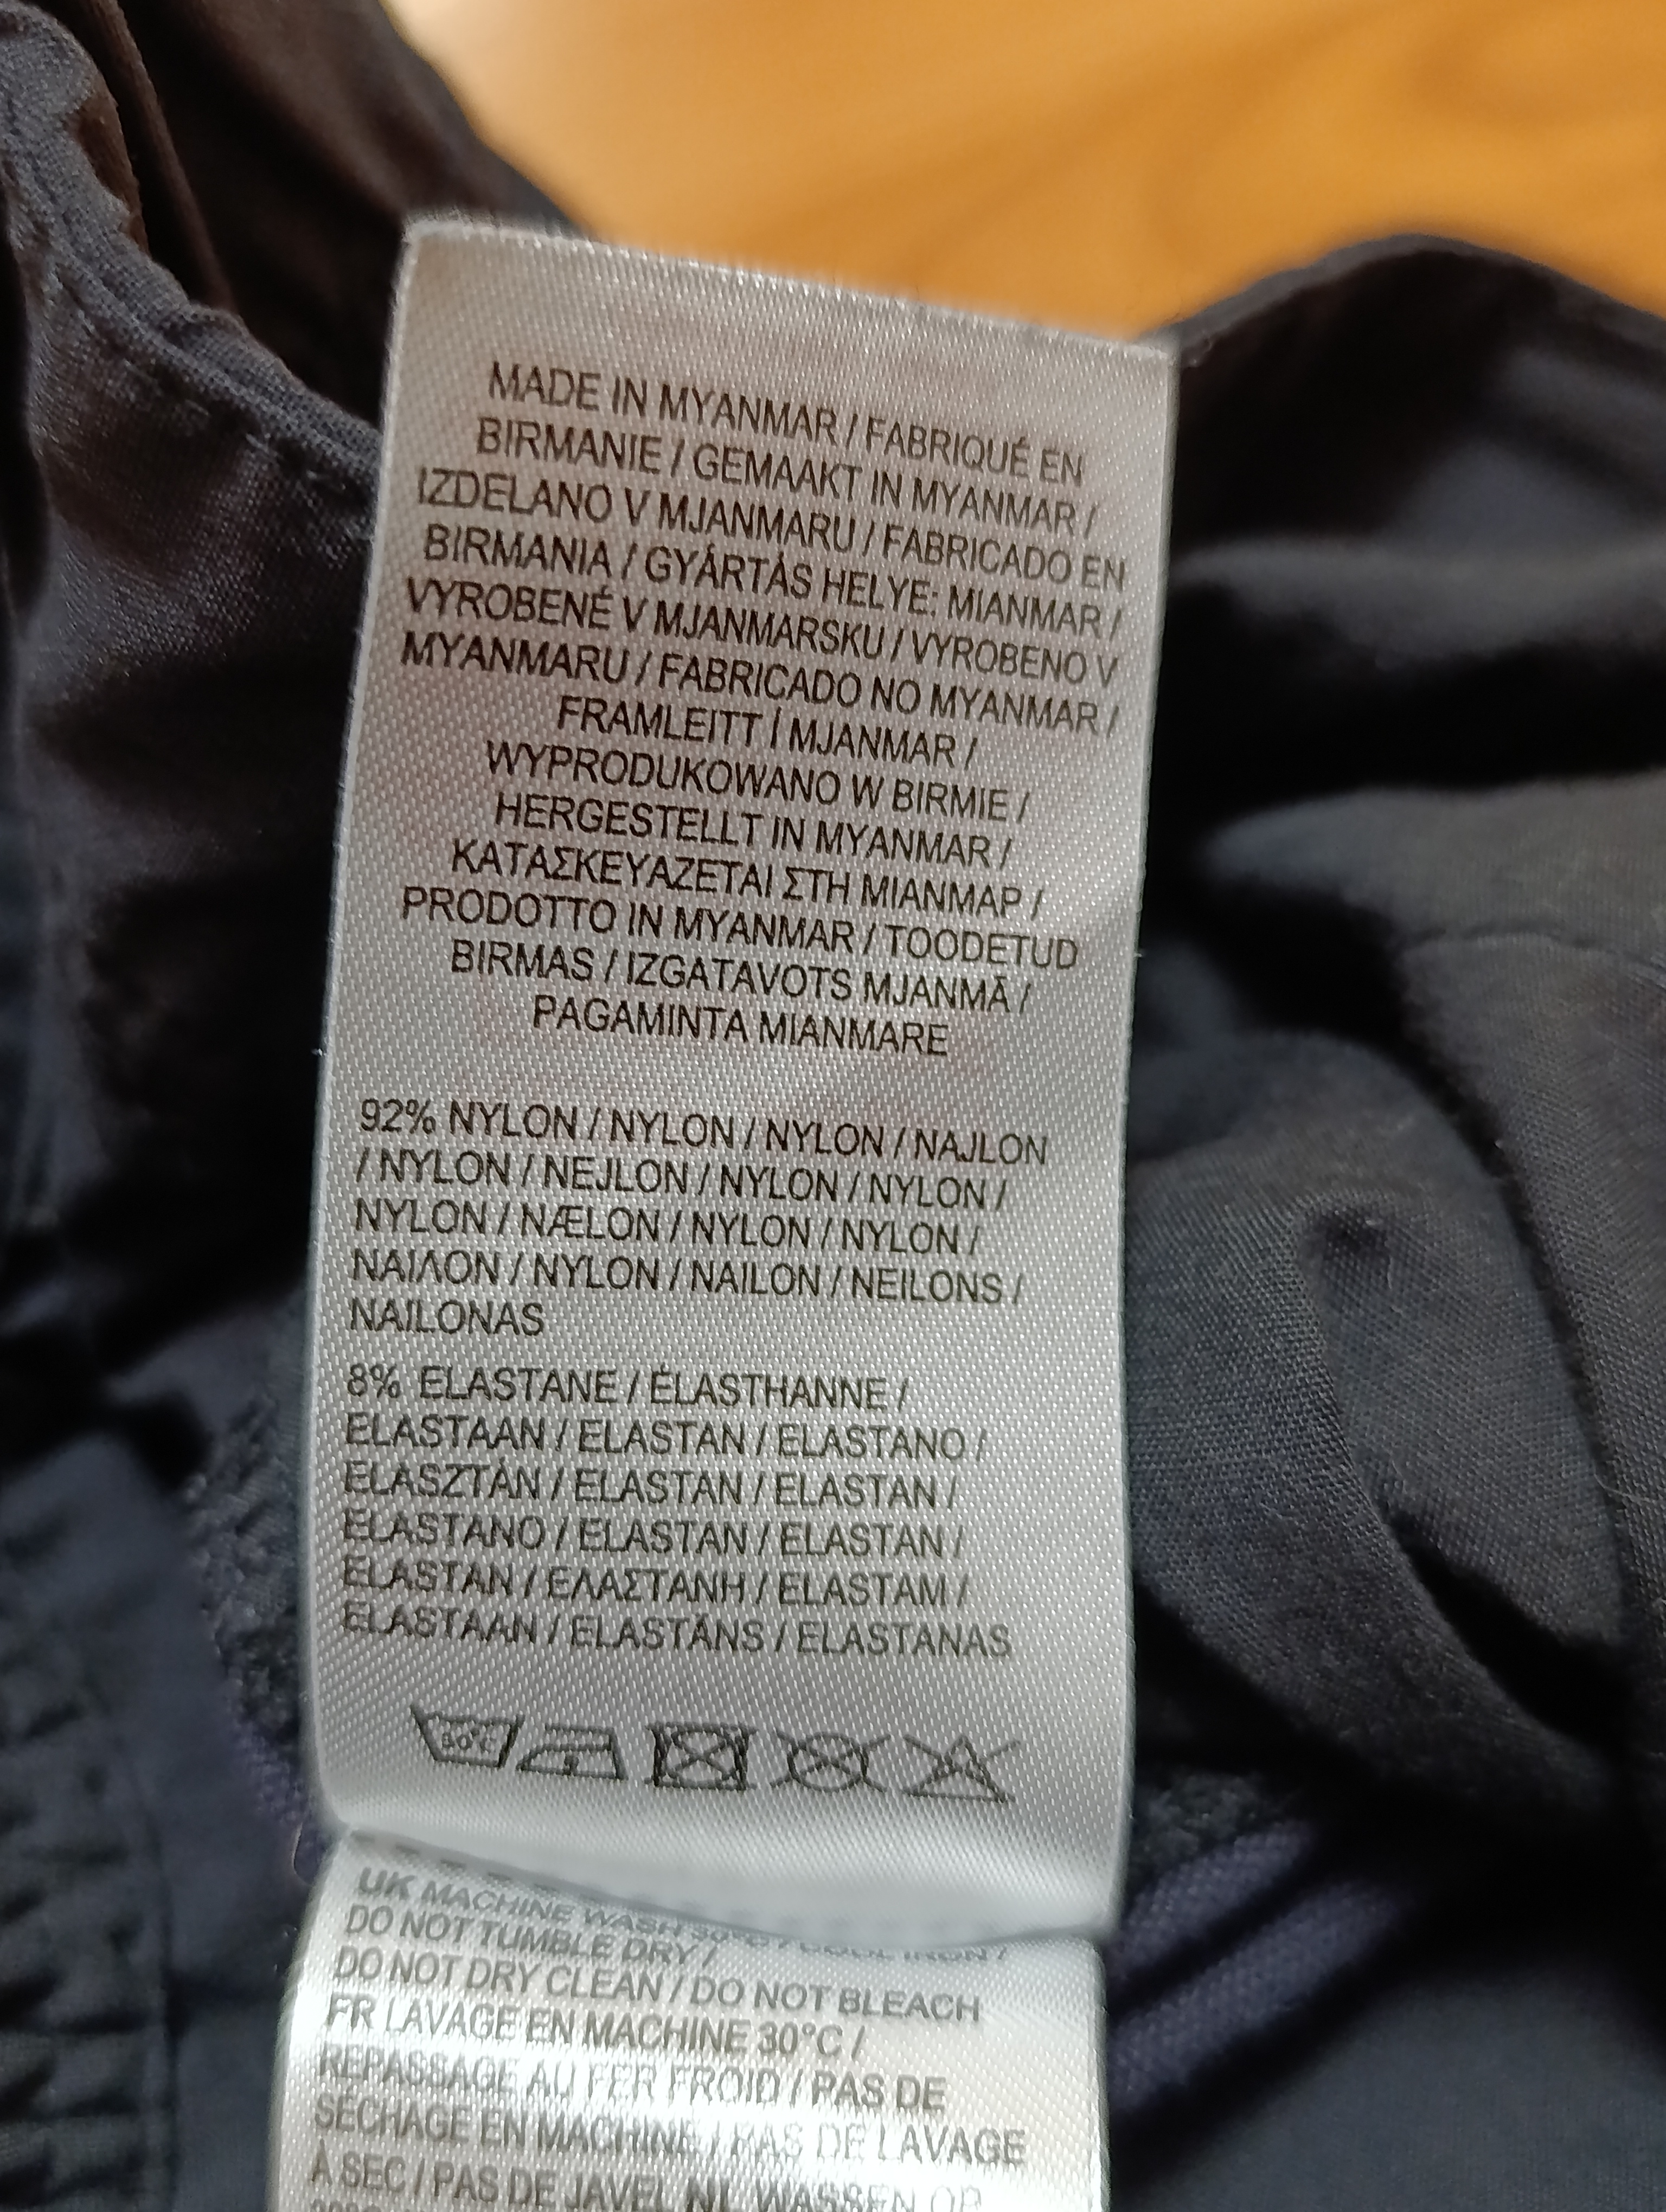 MADE IN MYANMAR / FABRIQUÉ EN
BIRMANIE / GEMAAKT IN MYANMAR /
IZDELANO V MJANMARU / FABRICADO EN
BIRMANIA / GYÁRTÁS HELYE: MIANMAR /
VYROBENÉ V MJANMARSKU / VYROBENO V
MYANMARU / FABRICADO NO MYANMAR /
FRAMLEITT Í MJANMAR /
WYPRODUKOWANO W BIRMIE /
HERGESTELLT IN MYANMAR /
ΚΑΤΑΣΚΕΥΑΖΕΤΑΙ ΣΤΗ ΜΙΑΝΜΑΡ /
PRODOTTO IN MYANMAR / TOODETUD
BIRMAS / IZGATAVOTS MJANMĀ /
PAGAMINTA MIANMARE
92% NYLON / NYLON / NYLON / NAJLON
/ NYLON / NEJLON / NYLON / NYLON /
NYLON / NÆLON / NYLON / NYLON /
ΝΑΙΛΟΝ / NYLON / NAILON / NEILONS /
NAILONAS
8% ELASTANE / ÉLASTHANNE /
ELASTAAN / ELASTAN / ELASTANO /
ELASZTÁN / ELASTAN / ELASTAN /
ELASTANO / ELASTAN / ELASTAN /
ELASTAN / ΕΛΑΣΤΑΝΗ / ELASTAM /
ELASTAAN / ELASTĀNS / ELASTANAS
30°C
UK MACHINE WASH 30°C / COOL IRON /
DO NOT TUMBLE DRY /
DO NOT DRY CLEAN / DO NOT BLEACH
FR LAVAGE EN MACHINE 30°C /
REPASSAGE AU FER FROID / PAS DE
SÉCHAGE EN MACHINE / PAS DE LAVAGE
À SEC / PAS DE JAVEL NL WASSEN OP